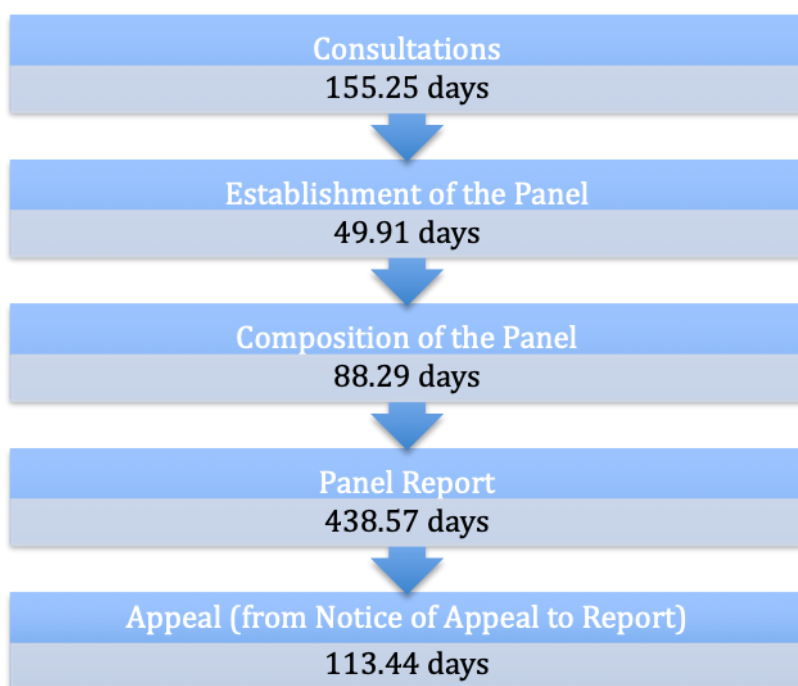 Consultations
155.25 days
Establishment of the Panel
49.91 days
Composition of the Panel
88.29 days
Panel Report
438.57 days
Appeal (from Notice of Appeal to Report)
113.44 days